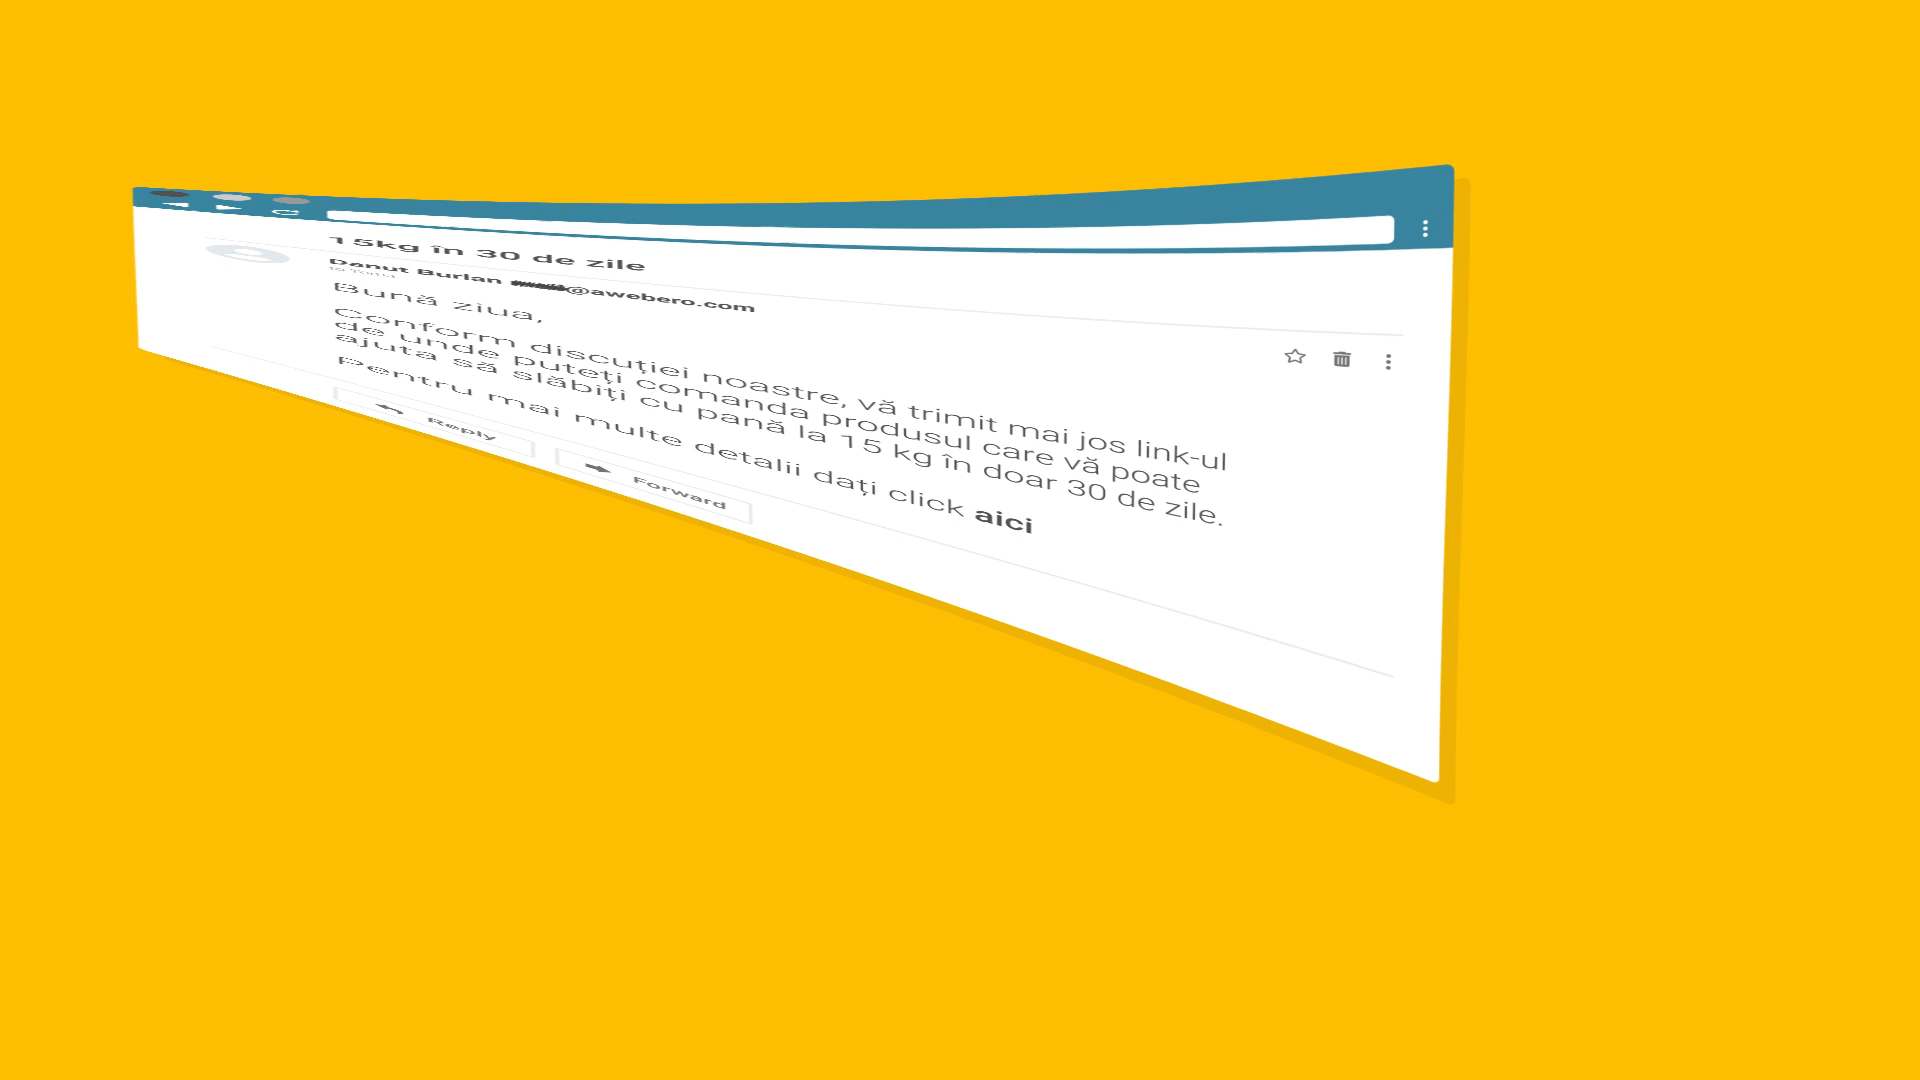 15kg în 30 de zile
Danut Burlan @awebero.com
Bună ziua,
Conform discuției noastre, vă trimit mai jos link-ul
de unde puteți comanda produsul care vă poate
ajuta să slăbiți cu pană la 15 kg în doar 30 de zile.
Pentru mai multe detalii dați click aici
Reply
Forward